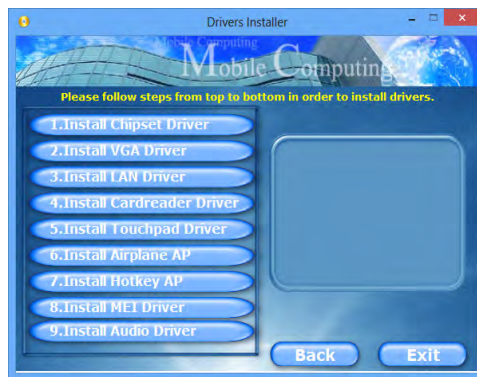 Drivers Installer
Mobile Computing
Mobile Computing
Please follow steps from top to bottom in order to install drivers.
1.Install Chipset Driver
2.Install VGA Driver
3.Install LAN Driver
4.Install Cardreader Driver
5.Install Touchpad Driver
6.Install Airplane AP
7.Install Hotkey AP
8.Install MEI Driver
9.Install Audio Driver
Back
Exit